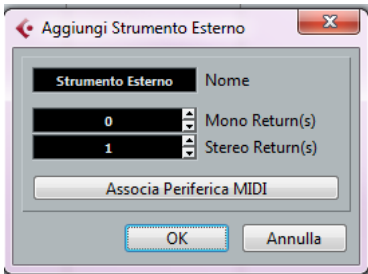 Aggiungi Strumento Esterno
Strumento Esterno Nome
0 Mono Return(s)
1 Stereo Return(s)
Associa Periferica MIDI
OK Annulla